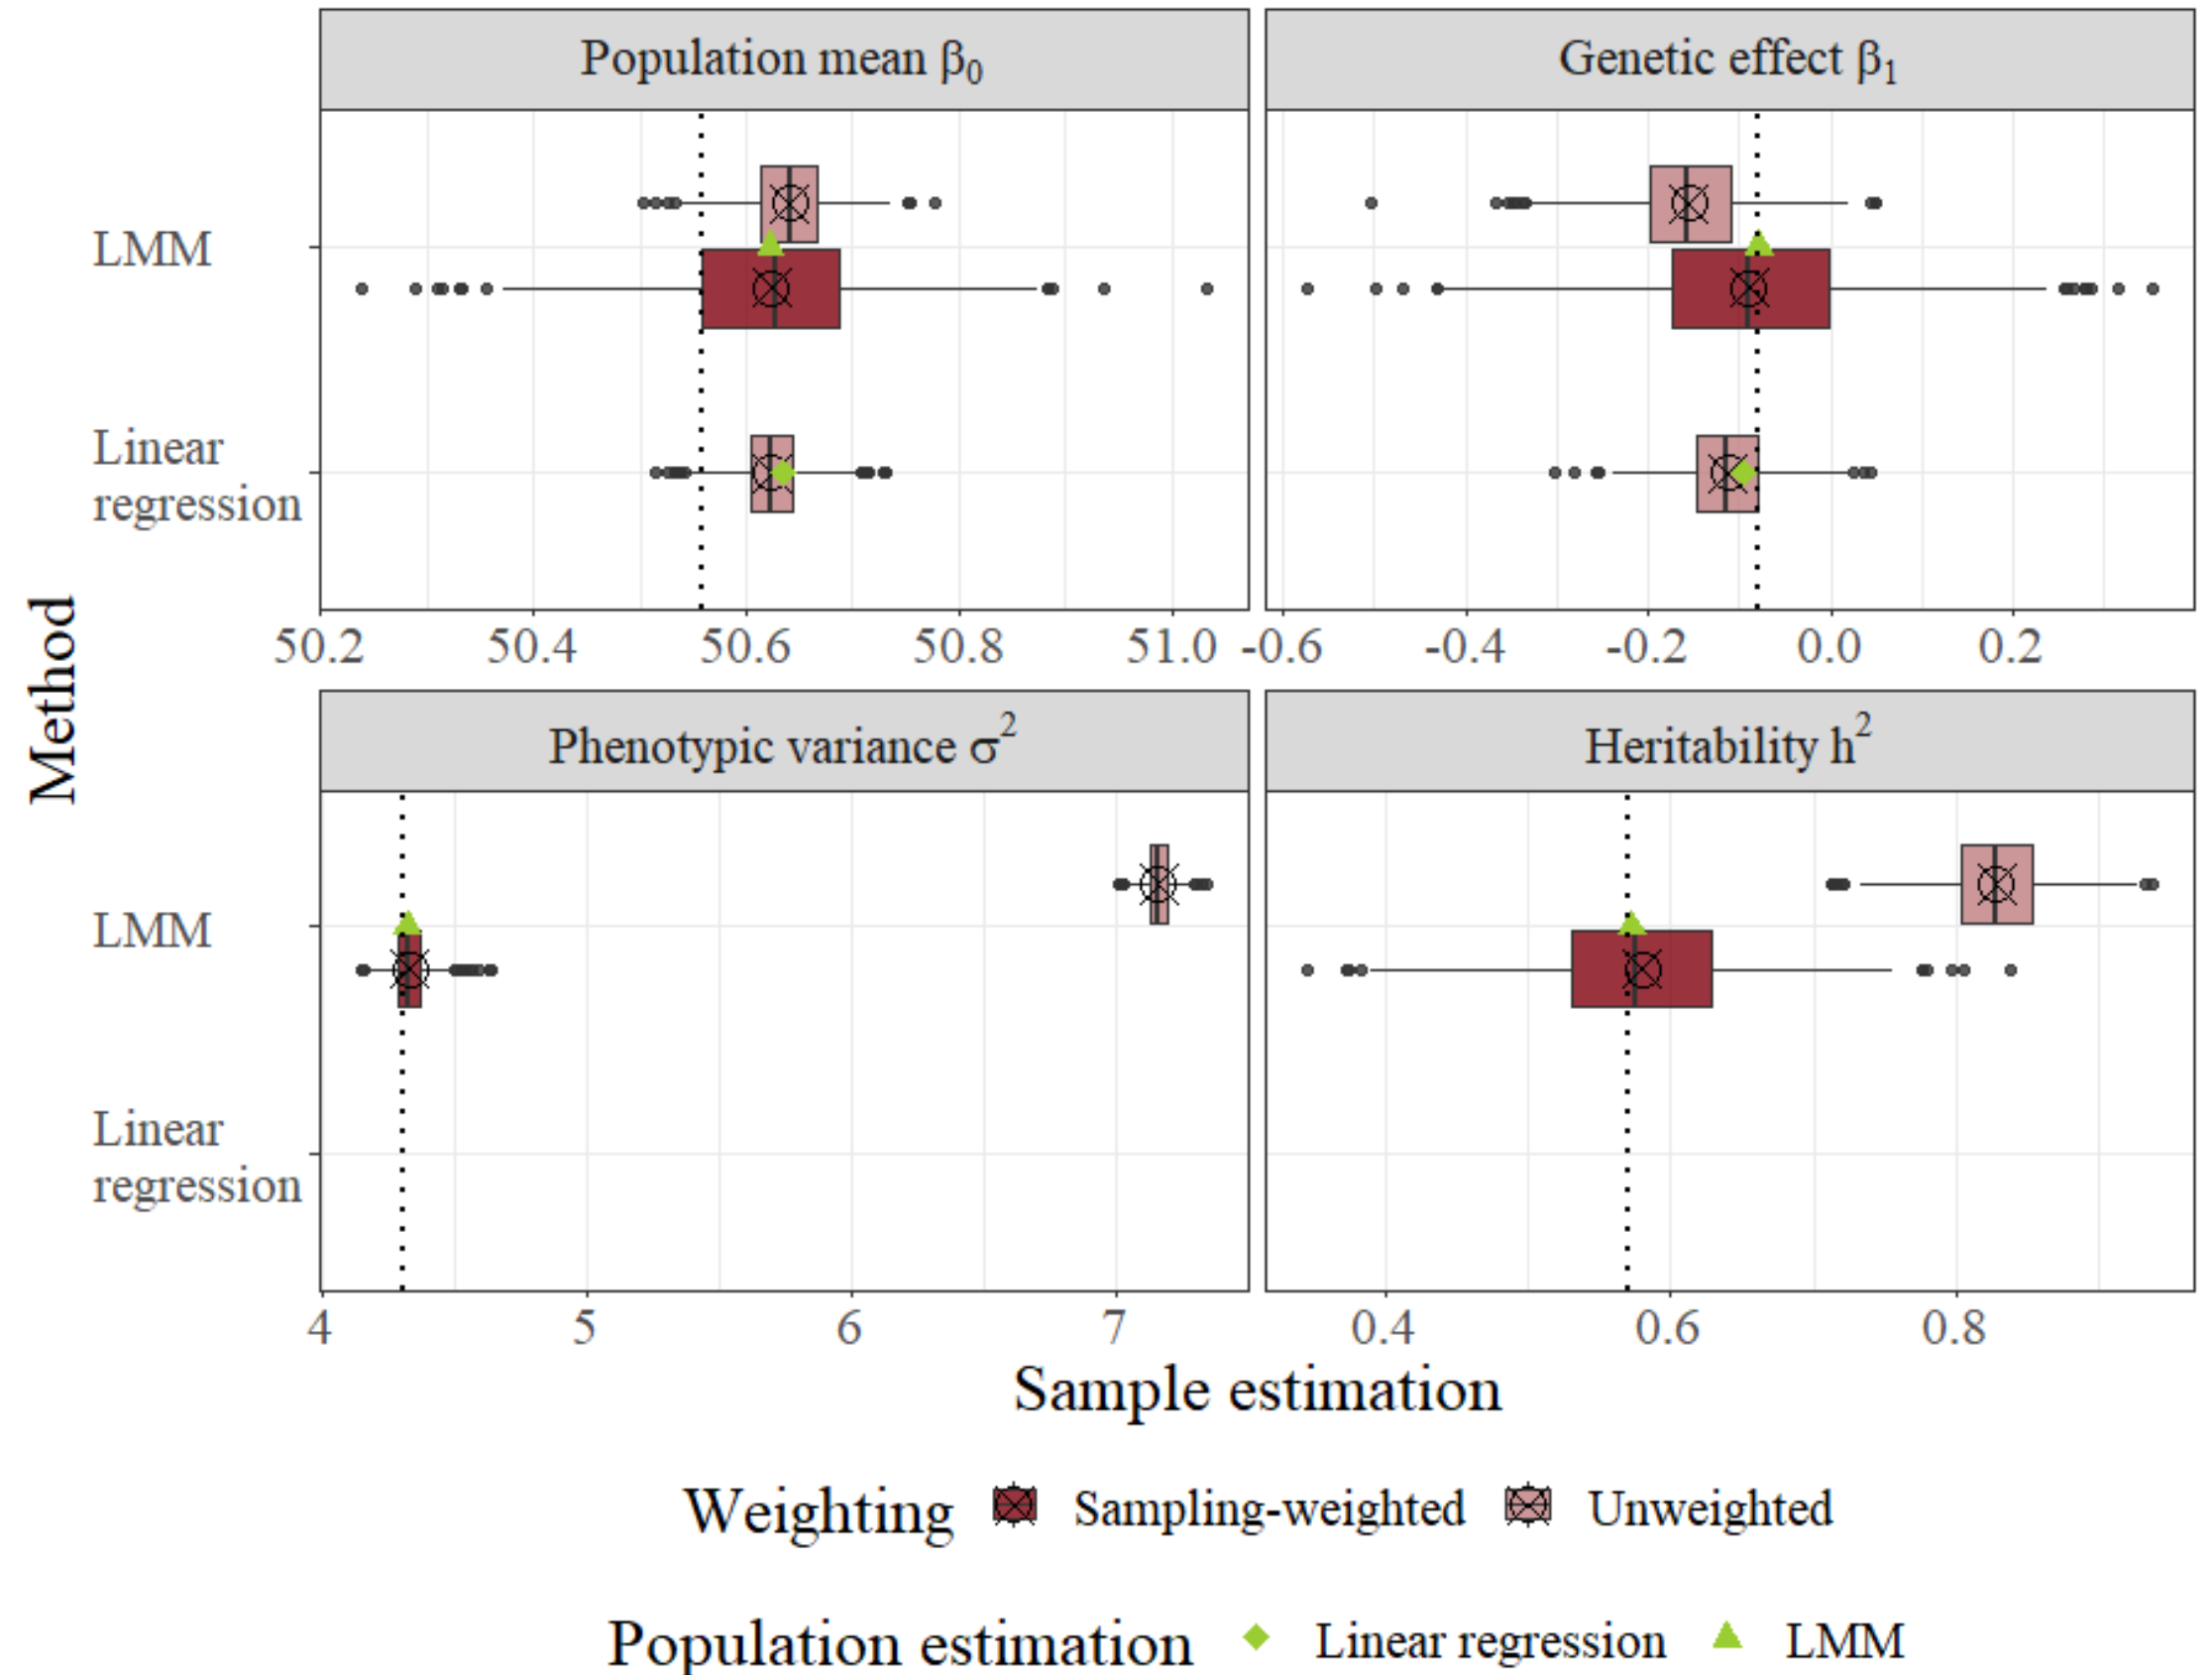 Population mean β₀
Genetic effect β₁
LMM
Linear
regression
50.2 50.4 50.6 50.8 51.0
-0.6 -0.4 -0.2 0.0 0.2
Method
Phenotypic variance σ²
Heritability h²
LMM
Linear
regression
4 5 6 7
0.4 0.6 0.8
Sample estimation
Weighting Sampling-weighted Unweighted
Population estimation Linear regression LMM